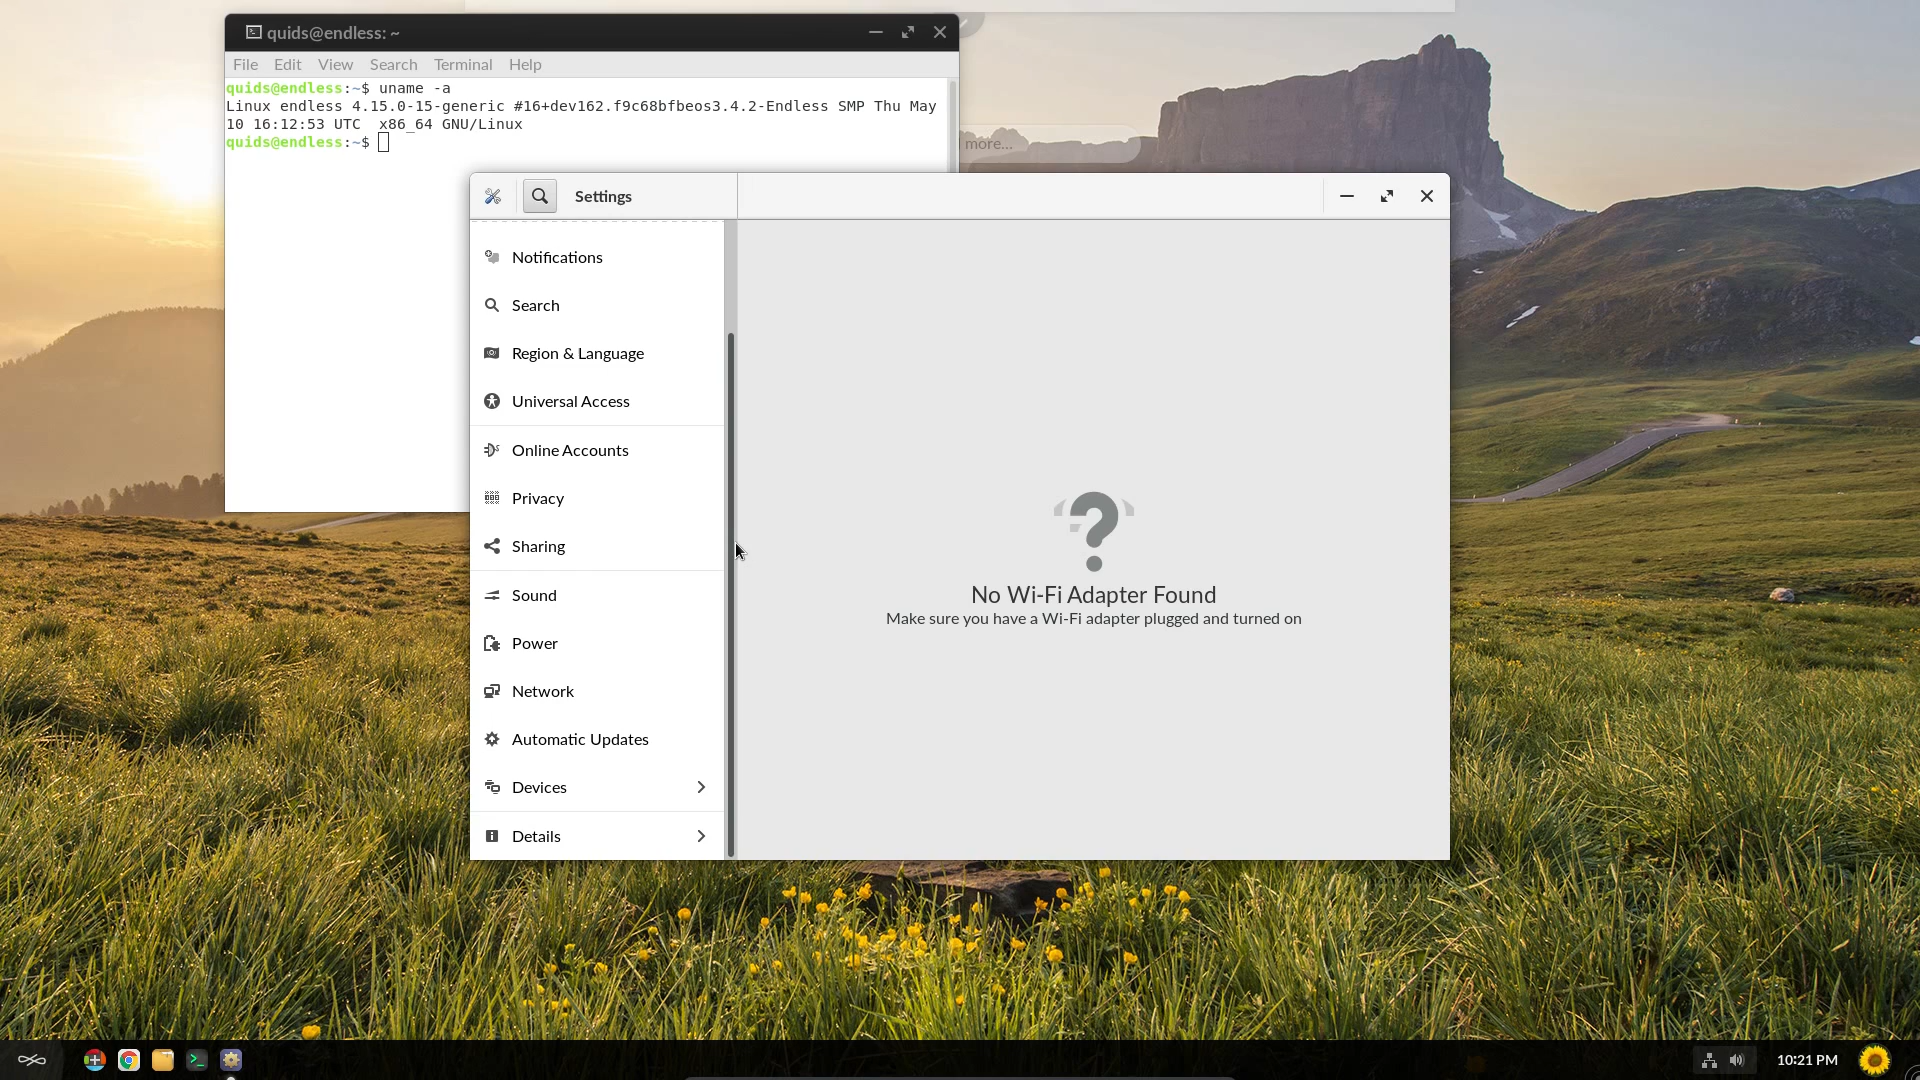 quids@endless: ~
File Edit View Search Terminal Help
quids@endless:~$ uname -a
Linux endless 4.15.0-15-generic #16+dev162.f9c68bfbeos3.4.2-Endless SMP Thu May
10 16:12:53 UTC  x86_64 GNU/Linux
quids@endless:~$
more...
Settings
Notifications
Search
Region & Language
Universal Access
Online Accounts
Privacy
Sharing
Sound
Power
Network
Automatic Updates
Devices
Details
No Wi-Fi Adapter Found
Make sure you have a Wi-Fi adapter plugged and turned on
10:21 PM